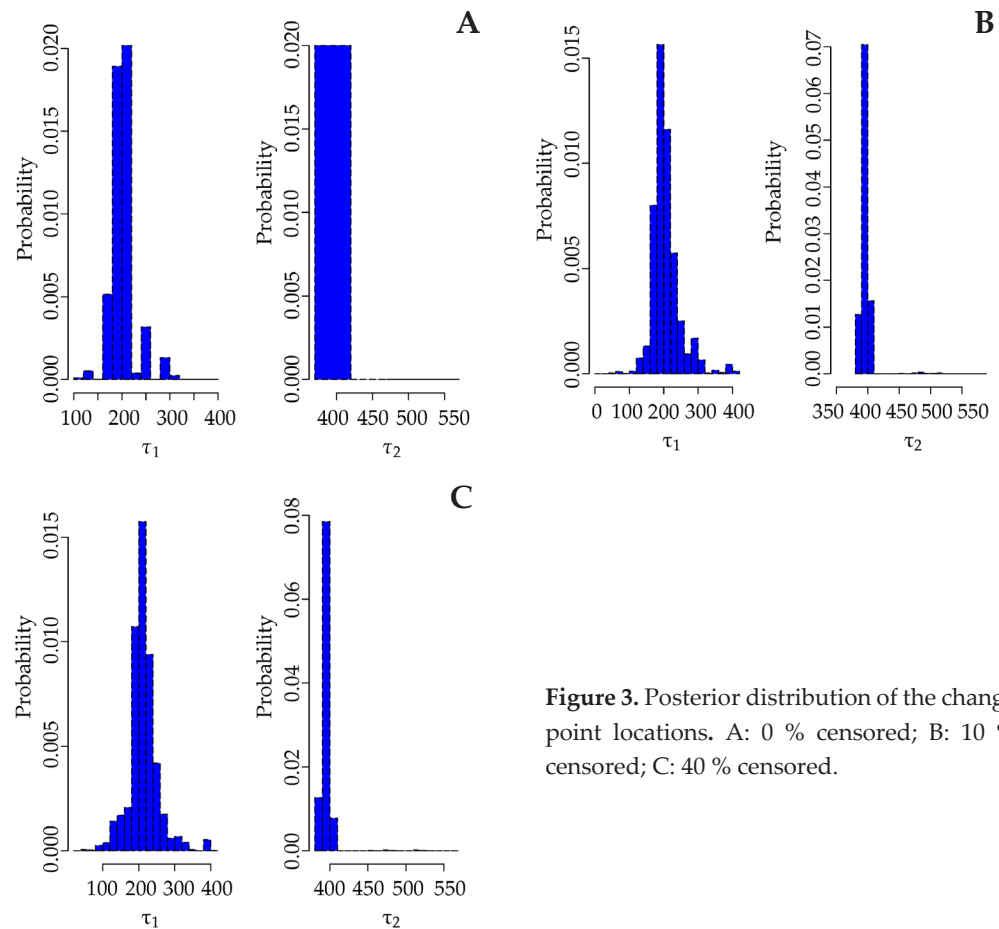 A
0.020
0.015
0.010
0.005
0.000
Probability
100 200 300 400
τ1
0.020
0.015
0.010
0.005
0.000
Probability
400 450 500 550
τ2
B
0.015
0.010
0.005
0.000
Probability
0 100 200 300 400
τ1
0.07
0.06
0.05
0.04
0.03
0.02
0.01
0.00
Probability
350 400 450 500 550
τ2
C
0.015
0.010
0.005
0.000
Probability
100 200 300 400
τ1
0.08
0.06
0.04
0.02
0.00
Probability
400 450 500 550
τ2
Figure 3. Posterior distribution of the chang
point locations. A: 0 % censored; B: 10 %
censored; C: 40 % censored.